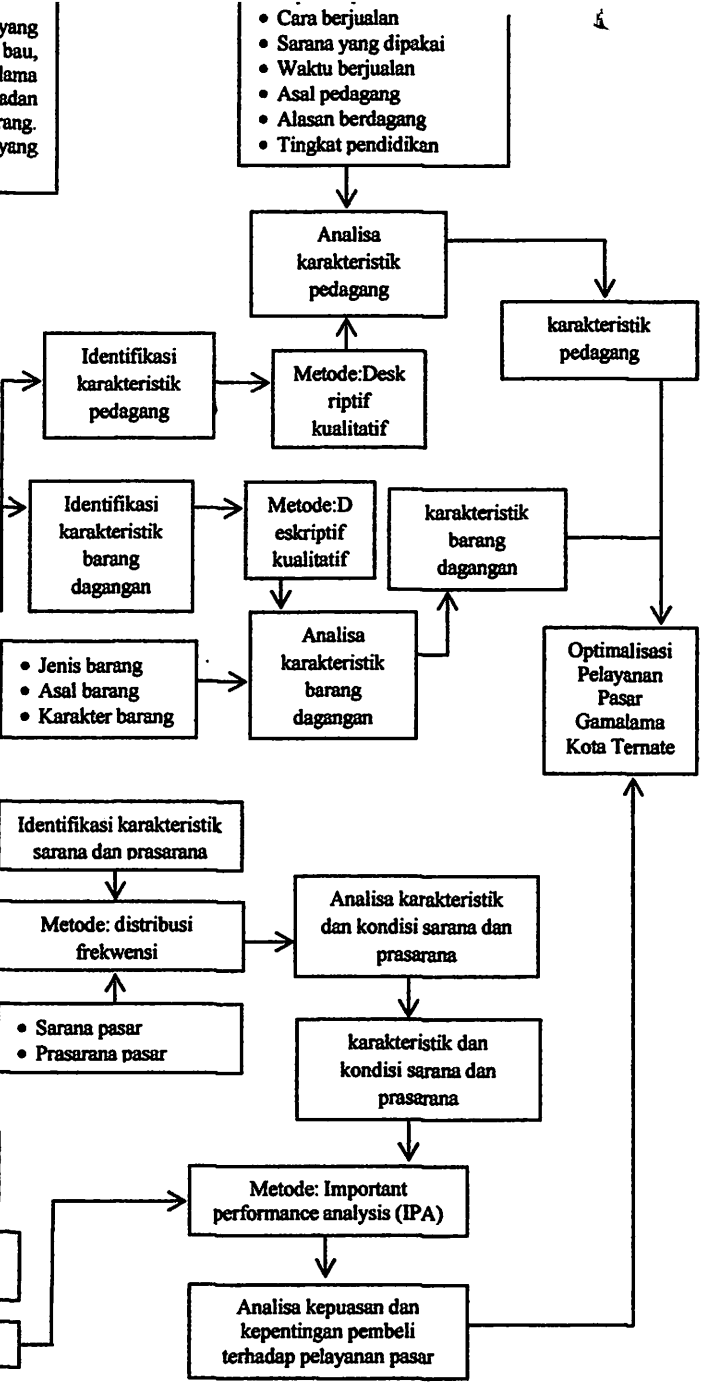 yang
bau,
lama
adan
rang.
yang
• Cara berjualan
• Sarana yang dipakai
• Waktu berjualan
• Asal pedagang
• Alasan berdagang
• Tingkat pendidikan
Analisa
karakteristik
pedagang
karakteristik
pedagang
Identifikasi
karakteristik
pedagang
Metode:Desk
riptif
kualitatif
Identifikasi
karakteristik
barang
dagangan
Metode:D
eskriptif
kualitatif
karakteristik
barang
dagangan
• Jenis barang
• Asal barang
• Karakter barang
Analisa
karakteristik
barang
dagangan
Optimalisasi
Pelayanan
Pasar
Gamalama
Kota Ternate
Identifikasi karakteristik
sarana dan prasarana
Metode: distribusi
frekwensi
• Sarana pasar
• Prasarana pasar
Analisa karakteristik
dan kondisi sarana dan
prasarana
karakteristik dan
kondisi sarana dan
prasarana
Metode: Important
performance analysis (IPA)
Analisa kepuasan dan
kepentingan pembeli
terhadap pelayanan pasar